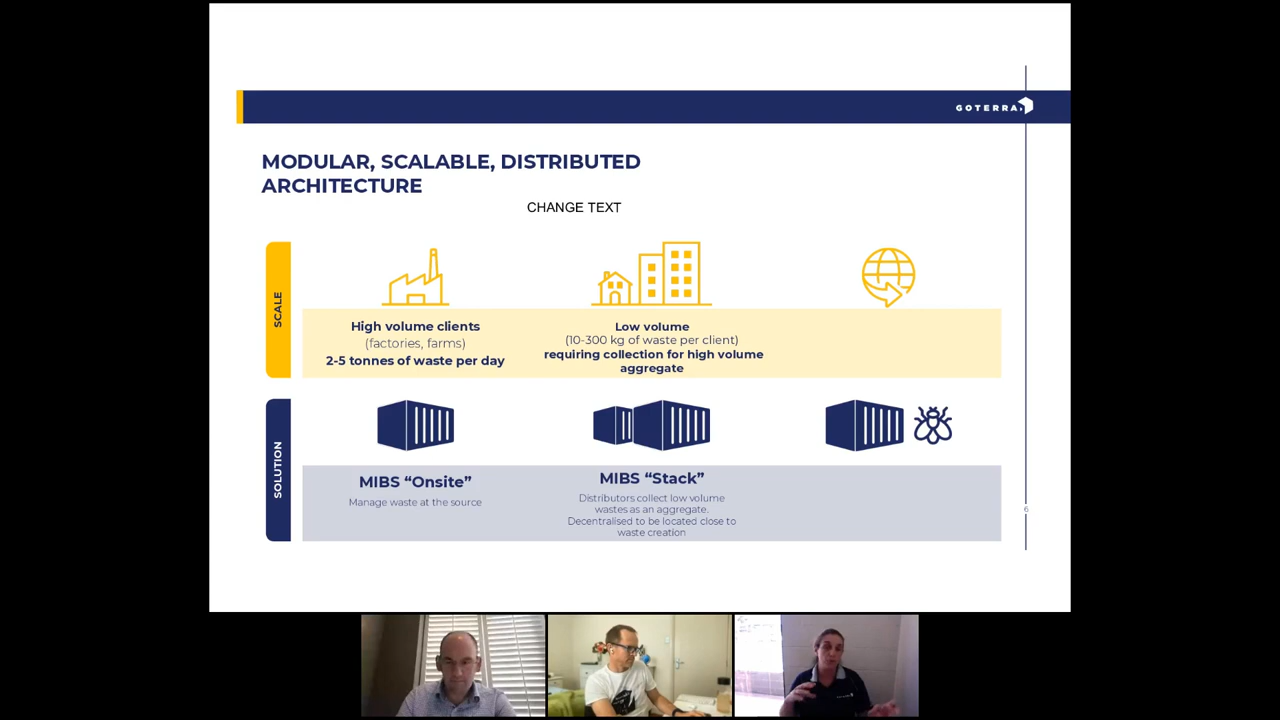 GOTERRA
MODULAR, SCALABLE, DISTRIBUTED
ARCHITECTURE
CHANGE TEXT
SCALE
High volume clients
(factories, farms)
2-5 tonnes of waste per day
Low volume
(10-300 kg of waste per client)
requiring collection for high volume
aggregate
SOLUTION
MIBS “Onsite”
Manage waste at the source
MIBS “Stack”
Distributors collect low volume
wastes as an aggregate.
Decentralised to be located close to
waste creation
6